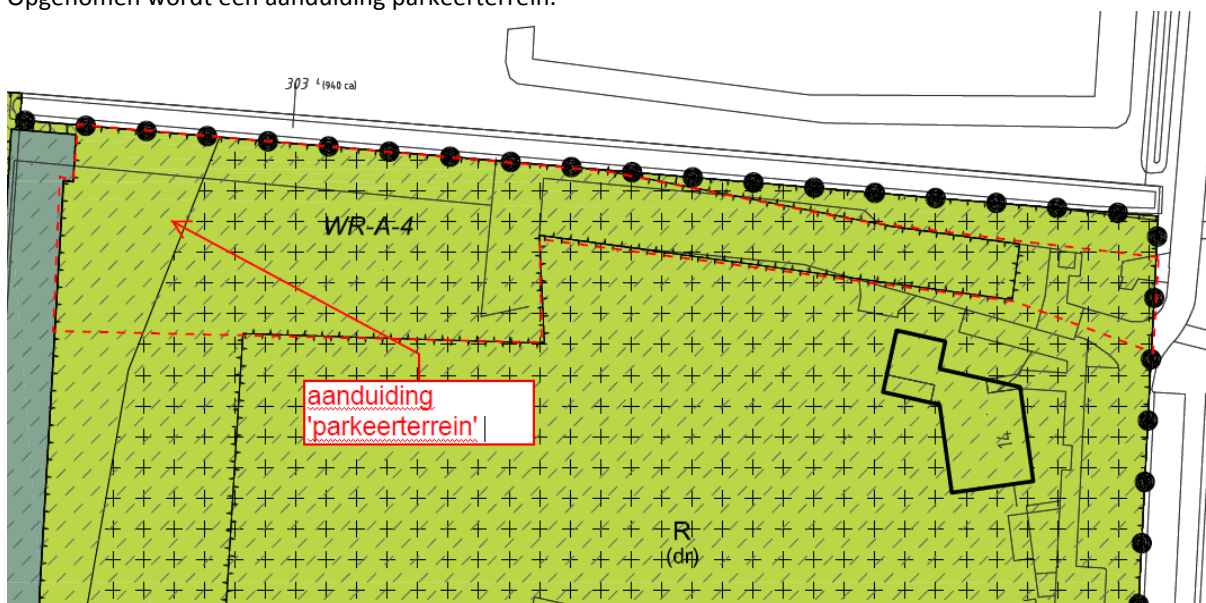 Opgenomen wordt een aanduiding parkeerterrein.
303 L (940 ca)
WR-A-4
aanduiding
'parkeerterrein'
14
R
(dr)